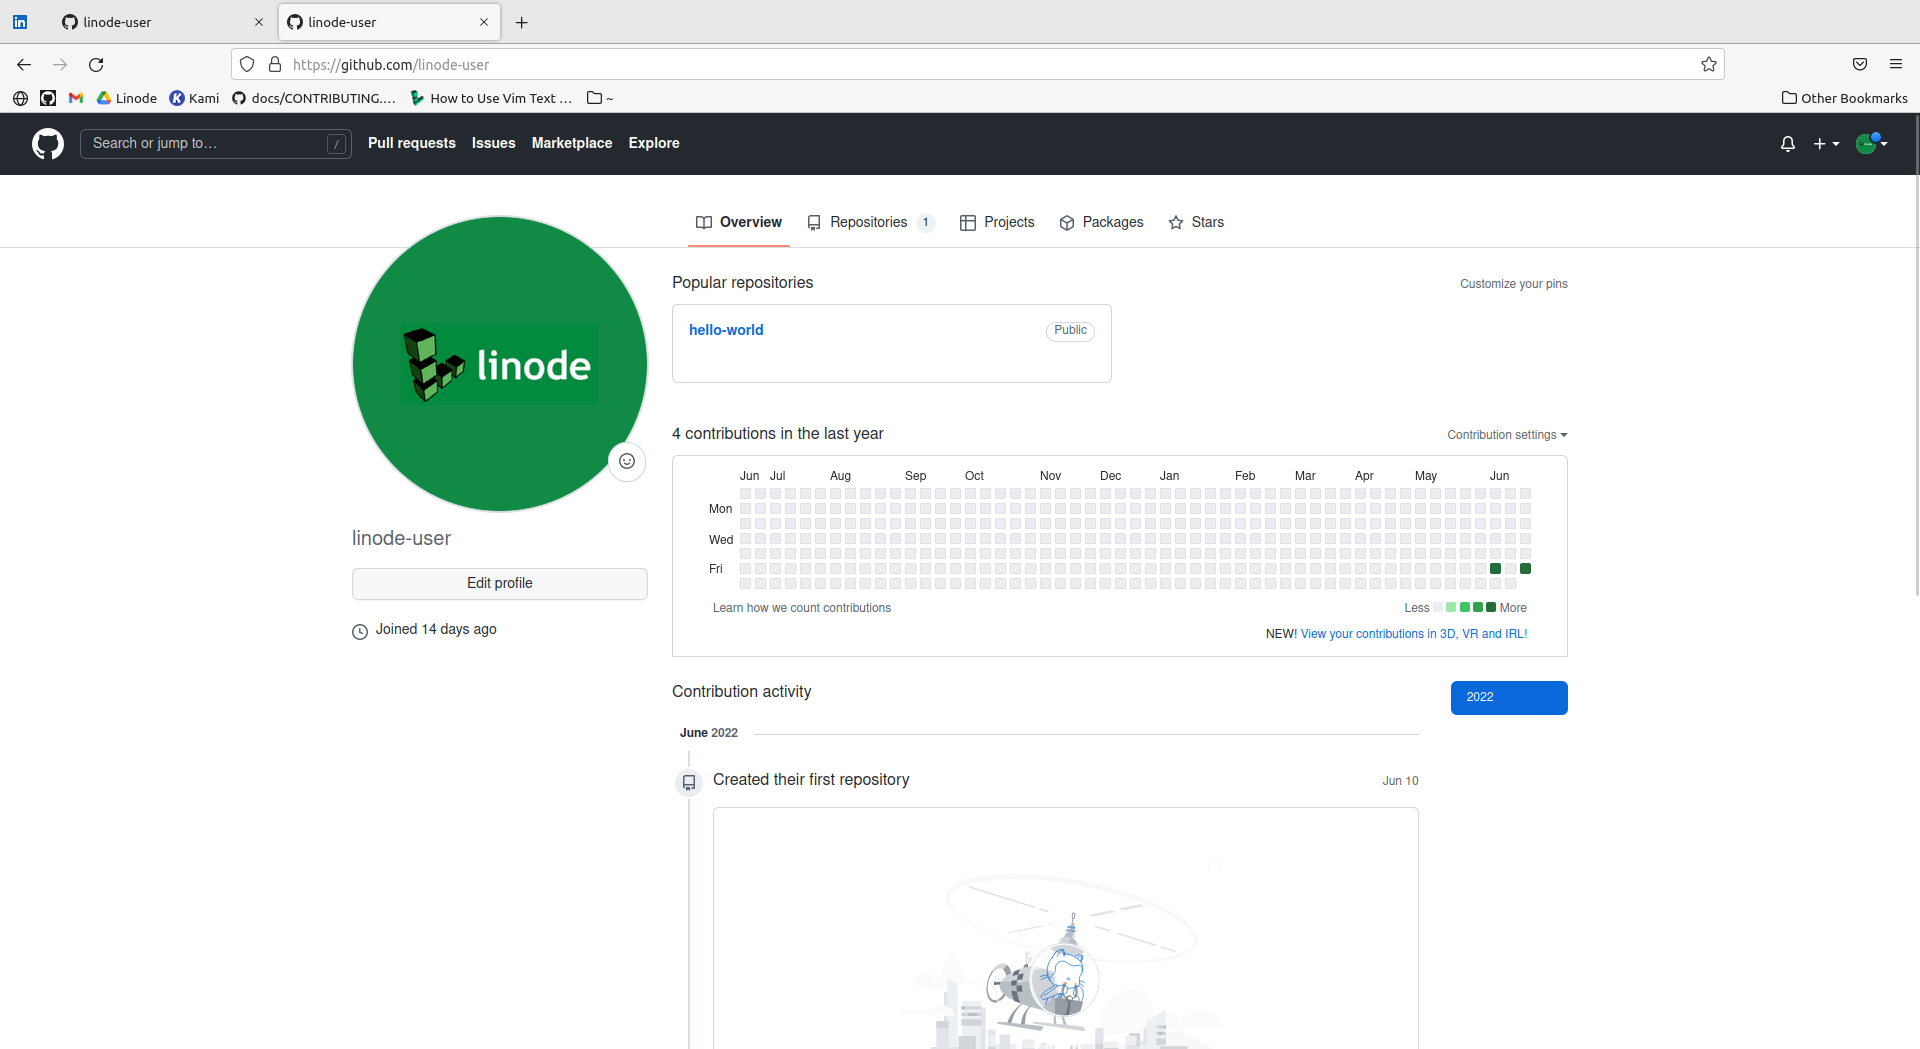 linode-user
linode-user
https://github.com/linode-user
Linode
Kami
docs/CONTRIBUTING....
How to Use Vim Text ...
~
Other Bookmarks
Search or jump to...
/
Pull requests
Issues
Marketplace
Explore
Overview
Repositories 1
Projects
Packages
Stars
linode
linode-user
Edit profile
Joined 14 days ago
Popular repositories
Customize your pins
hello-world
Public
4 contributions in the last year
Contribution settings
Jun Jul Aug Sep Oct Nov Dec Jan Feb Mar Apr May Jun
Mon
Wed
Fri
Learn how we count contributions
Less
More
NEW! View your contributions in 3D, VR and IRL!
Contribution activity
2022
June 2022
Created their first repository
Jun 10